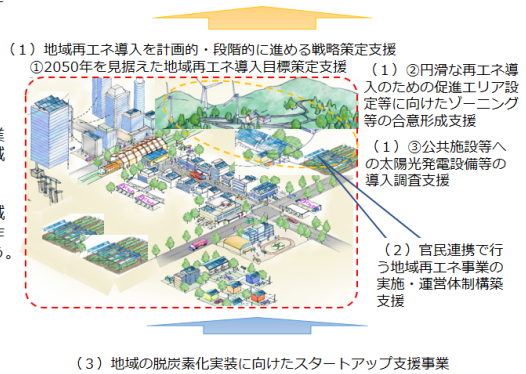 （１）地域再エネ導入を計画的・段階的に進める戦略策定支援
①2050年を見据えた地域再エネ導入目標策定支援
（１）②円滑な再エネ導
入のための促進エリア設
定等に向けたゾーニング
等の合意形成支援
（１）③公共施設等へ
の太陽光発電設備等の
導入調査支援
業
域
域
（２）官民連携で行
う地域再エネ事業の
実施・運営体制構築
支援
（３）地域の脱炭素化実装に向けたスタートアップ支援事業